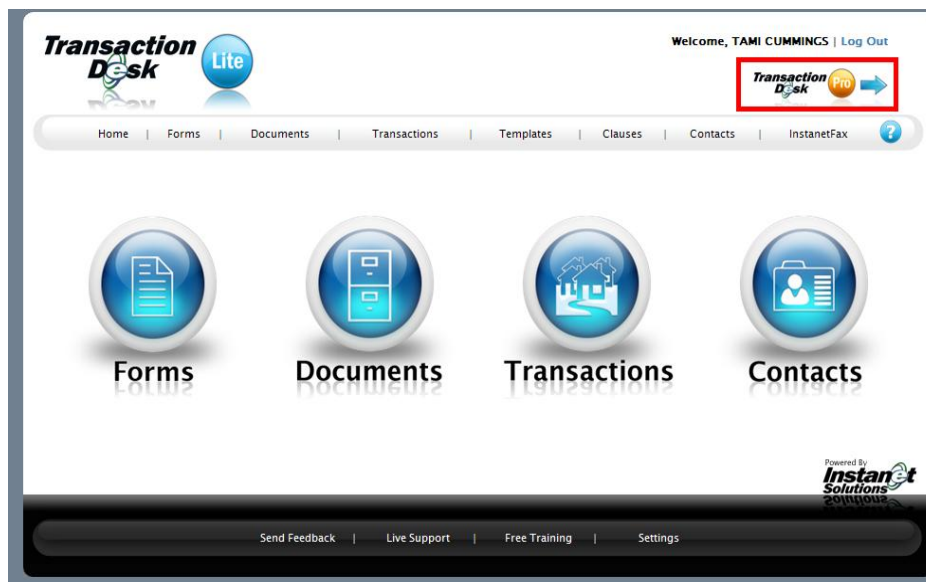 Transaction
Desk
Lite
Welcome, TAMI CUMMINGS | Log Out
Transaction
Desk
Pro
Home | Forms | Documents | Transactions | Templates | Clauses | Contacts | InstanetFax ?
Forms Documents Transactions Contacts
Powered By
Instanet
Solutions
Send Feedback | Live Support | Free Training | Settings